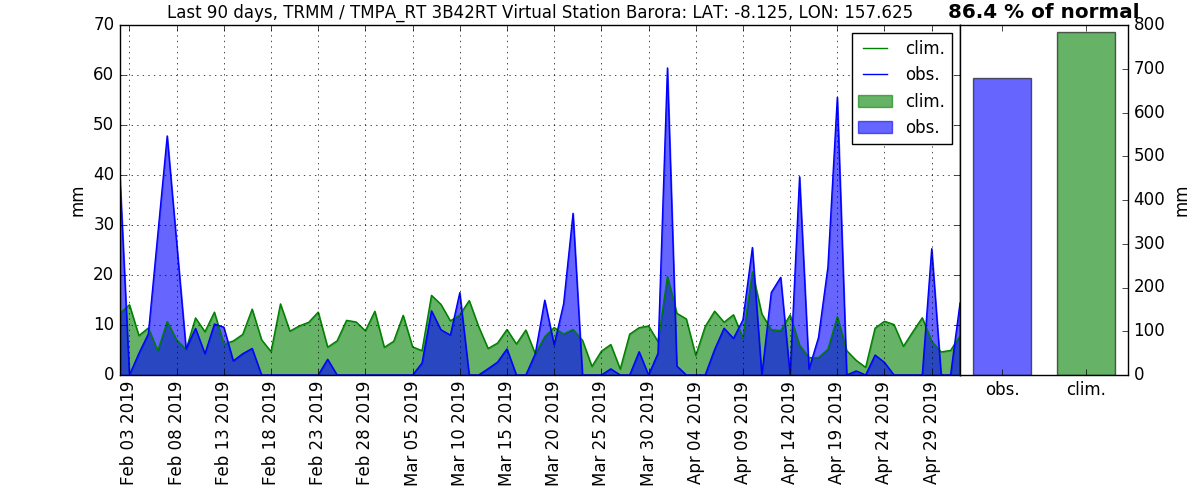 Last 90 days, TRMM / TMPA_RT 3B42RT Virtual Station Barora: LAT: -8.125, LON: 157.625
86.4 % of normal
70
60
50
40
30
20
10
0
mm
clim.
obs.
clim.
obs.
Feb 03 2019
Feb 08 2019
Feb 13 2019
Feb 18 2019
Feb 23 2019
Feb 28 2019
Mar 05 2019
Mar 10 2019
Mar 15 2019
Mar 20 2019
Mar 25 2019
Mar 30 2019
Apr 04 2019
Apr 09 2019
Apr 14 2019
Apr 19 2019
Apr 24 2019
Apr 29 2019
800
700
600
500
400
300
200
100
0
mm
obs.
clim.